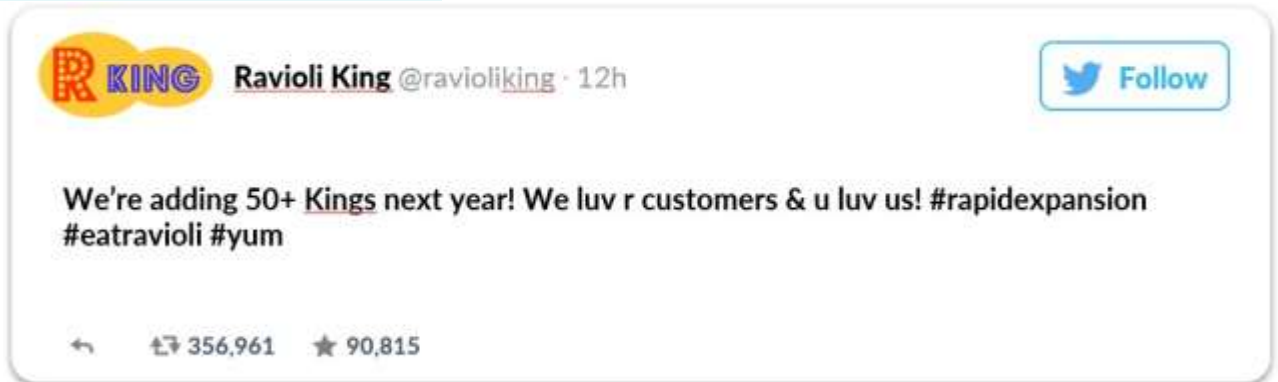 R KING Ravioli King @ravioliking · 12h Follow
We're adding 50+ Kings next year! We luv r customers & u luv us! #rapidexpansion
#eatravioli #yum
356,961 90,815